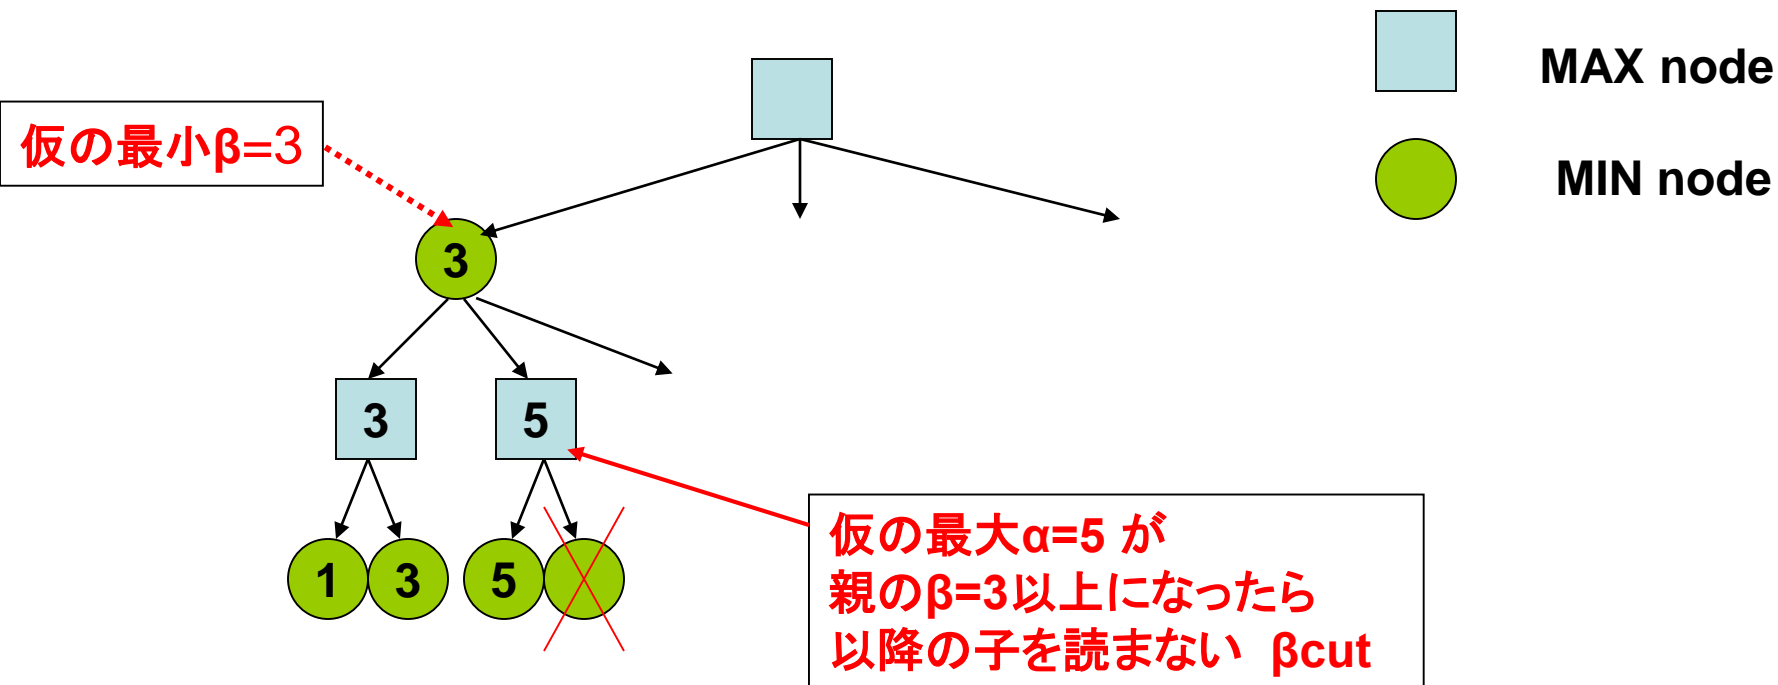 MAX node
仮の最小β=3
MIN node
3
3
5
1
3
5
仮の最大α=5 が
親のβ=3以上になったら
以降の子を読まない βcut